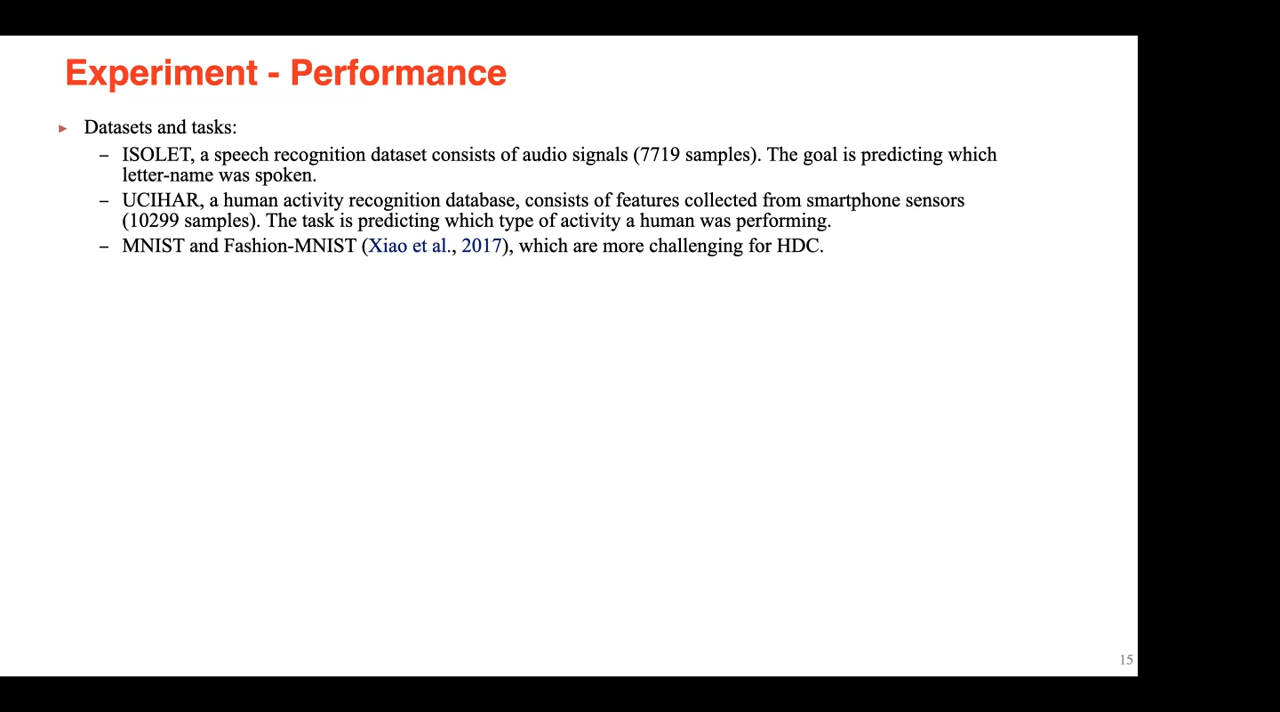 Experiment - Performance
► Datasets and tasks:
– ISOLET, a speech recognition dataset consists of audio signals (7719 samples). The goal is predicting which
letter-name was spoken.
– UCIHAR, a human activity recognition database, consists of features collected from smartphone sensors
(10299 samples). The task is predicting which type of activity a human was performing.
– MNIST and Fashion-MNIST (Xiao et al., 2017), which are more challenging for HDC.
15